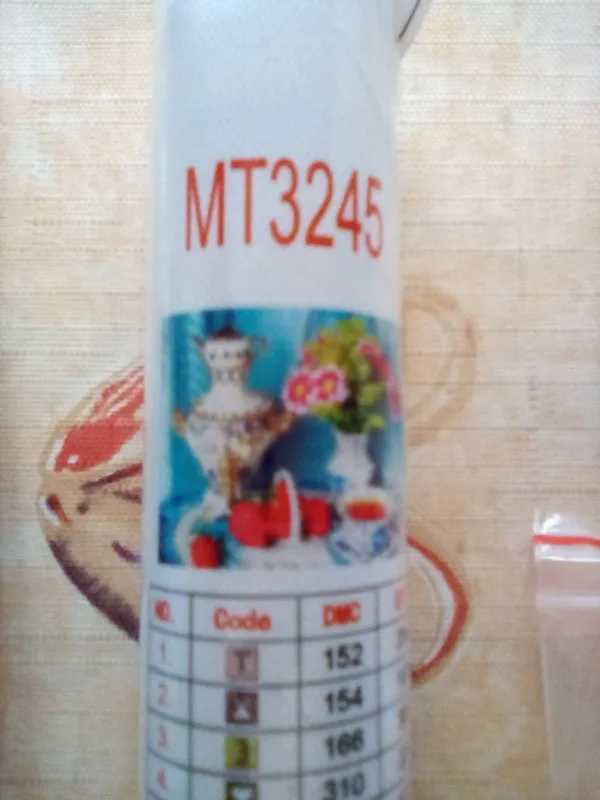 MT3245
NO. Code DMC
1. T 152
2. 154
3. 3 166
4. 310